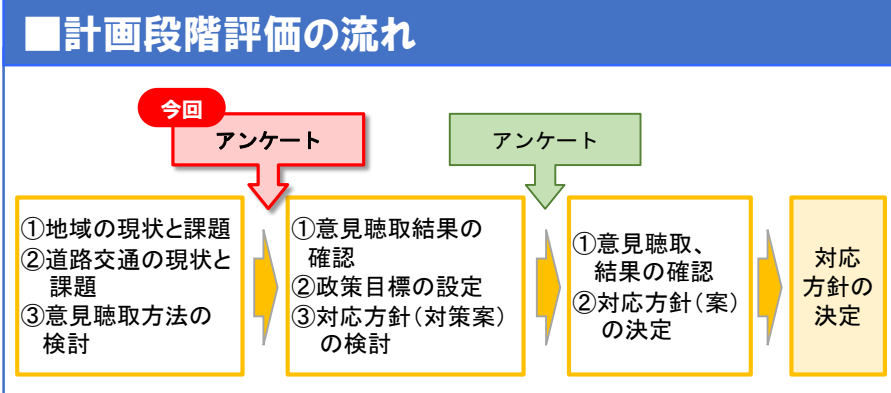 ■計画段階評価の流れ
今回
アンケート
アンケート
①地域の現状と課題
②道路交通の現状と
課題
③意見聴取方法の
検討
①意見聴取結果の
確認
②政策目標の設定
③対応方針（対策案）
の検討
①意見聴取、
結果の確認
②対応方針（案）
の決定
対応
方針の
決定